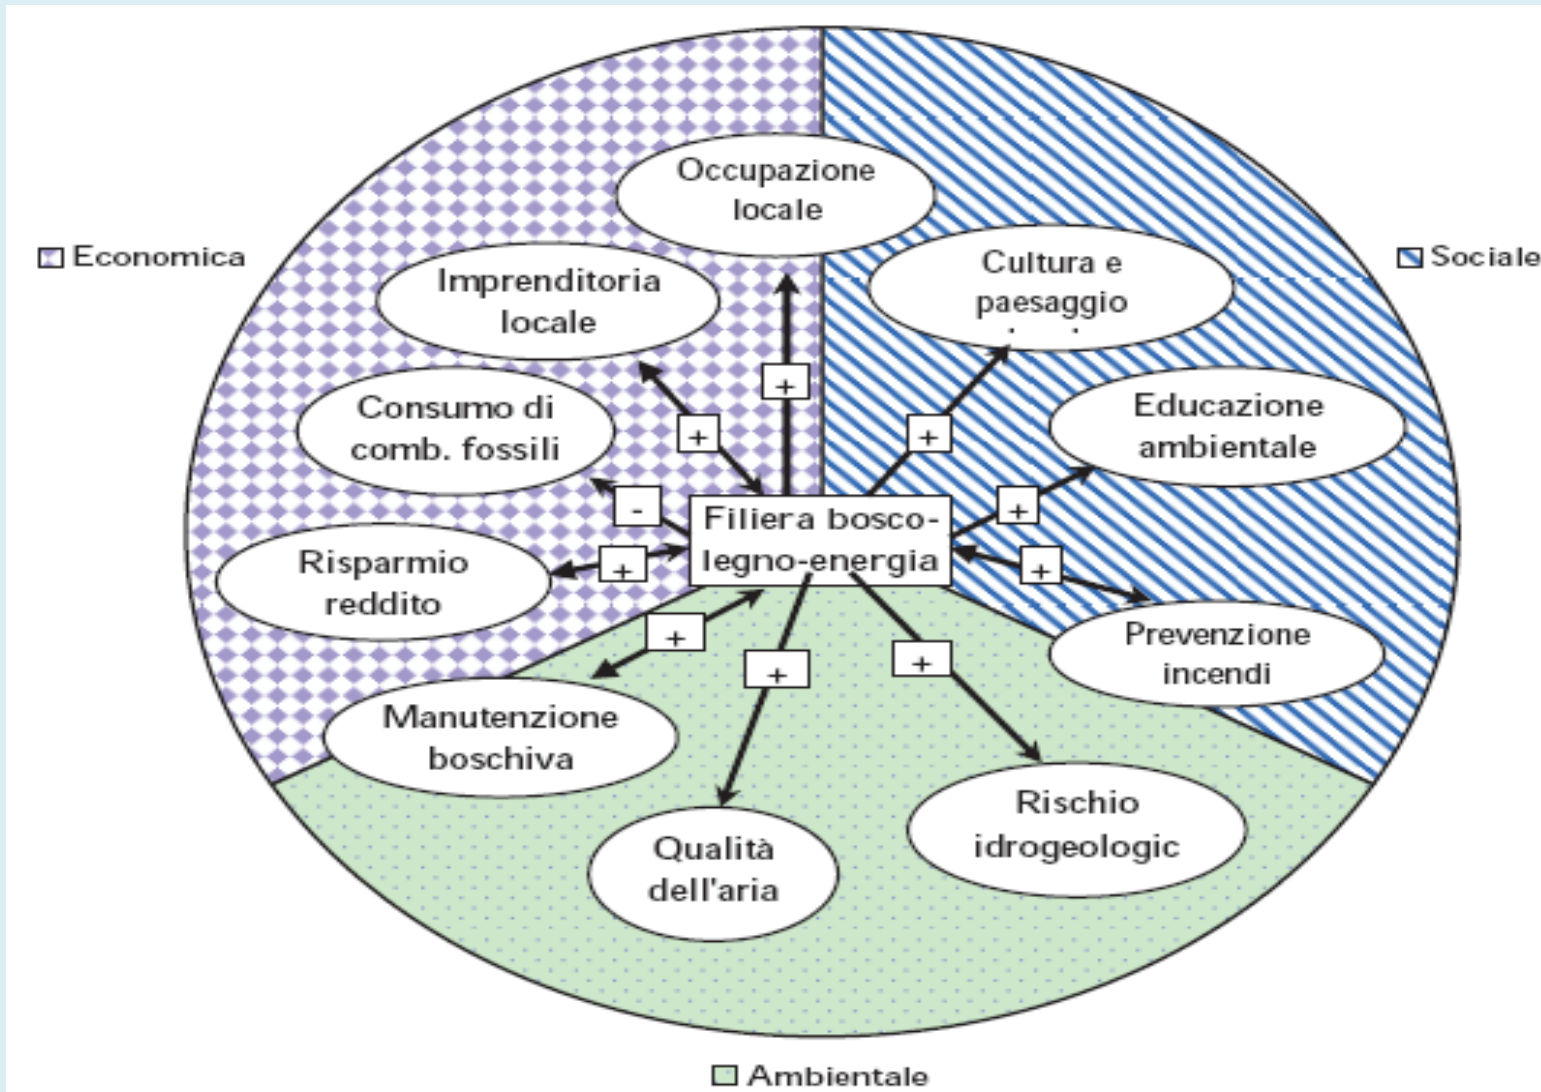 Occupazione
locale
Economica
Sociale
Imprenditoria
locale
Cultura e
paesaggio
+
Consumo di
comb. fossili
Educazione
ambientale
+
+
-
+
Filiera bosco-
legno-energia
Risparmio
reddito
+
+
+
Prevenzione
incendi
+
+
Manutenzione
boschiva
Rischio
idrogeologic
Qualità
dell'aria
Ambientale